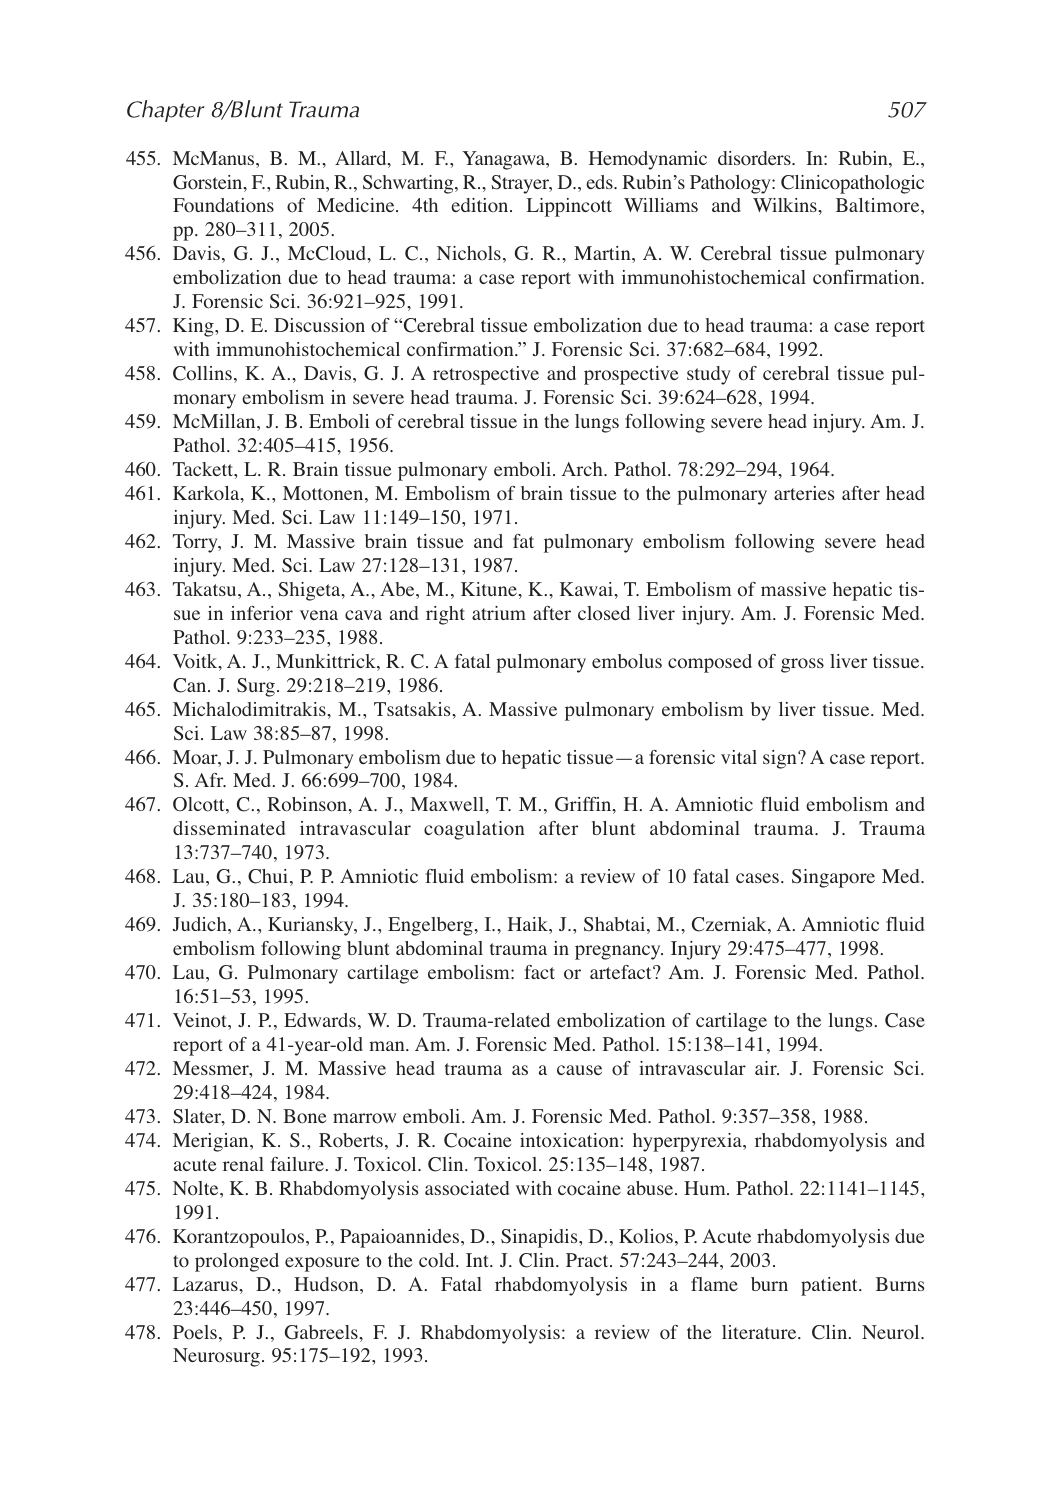 Chapter 8/Blunt Trauma 507
455. McManus, B. M., Allard, M. F., Yanagawa, B. Hemodynamic disorders. In: Rubin, E.,
Gorstein, F., Rubin, R., Schwarting, R., Strayer, D., eds. Rubin’s Pathology: Clinicopathologic
Foundations of Medicine. 4th edition. Lippincott Williams and Wilkins, Baltimore,
pp. 280–311, 2005.
456. Davis, G. J., McCloud, L. C., Nichols, G. R., Martin, A. W. Cerebral tissue pulmonary
embolization due to head trauma: a case report with immunohistochemical confirmation.
J. Forensic Sci. 36:921–925, 1991.
457. King, D. E. Discussion of “Cerebral tissue embolization due to head trauma: a case report
with immunohistochemical confirmation.” J. Forensic Sci. 37:682–684, 1992.
458. Collins, K. A., Davis, G. J. A retrospective and prospective study of cerebral tissue pul-
monary embolism in severe head trauma. J. Forensic Sci. 39:624–628, 1994.
459. McMillan, J. B. Emboli of cerebral tissue in the lungs following severe head injury. Am. J.
Pathol. 32:405–415, 1956.
460. Tackett, L. R. Brain tissue pulmonary emboli. Arch. Pathol. 78:292–294, 1964.
461. Karkola, K., Mottonen, M. Embolism of brain tissue to the pulmonary arteries after head
injury. Med. Sci. Law 11:149–150, 1971.
462. Torry, J. M. Massive brain tissue and fat pulmonary embolism following severe head
injury. Med. Sci. Law 27:128–131, 1987.
463. Takatsu, A., Shigeta, A., Abe, M., Kitune, K., Kawai, T. Embolism of massive hepatic tis-
sue in inferior vena cava and right atrium after closed liver injury. Am. J. Forensic Med.
Pathol. 9:233–235, 1988.
464. Voitk, A. J., Munkittrick, R. C. A fatal pulmonary embolus composed of gross liver tissue.
Can. J. Surg. 29:218–219, 1986.
465. Michalodimitrakis, M., Tsatsakis, A. Massive pulmonary embolism by liver tissue. Med.
Sci. Law 38:85–87, 1998.
466. Moar, J. J. Pulmonary embolism due to hepatic tissue—a forensic vital sign? A case report.
S. Afr. Med. J. 66:699–700, 1984.
467. Olcott, C., Robinson, A. J., Maxwell, T. M., Griffin, H. A. Amniotic fluid embolism and
disseminated intravascular coagulation after blunt abdominal trauma. J. Trauma
13:737–740, 1973.
468. Lau, G., Chui, P. P. Amniotic fluid embolism: a review of 10 fatal cases. Singapore Med.
J. 35:180–183, 1994.
469. Judich, A., Kuriansky, J., Engelberg, I., Haik, J., Shabtai, M., Czerniak, A. Amniotic fluid
embolism following blunt abdominal trauma in pregnancy. Injury 29:475–477, 1998.
470. Lau, G. Pulmonary cartilage embolism: fact or artefact? Am. J. Forensic Med. Pathol.
16:51–53, 1995.
471. Veinot, J. P., Edwards, W. D. Trauma-related embolization of cartilage to the lungs. Case
report of a 41-year-old man. Am. J. Forensic Med. Pathol. 15:138–141, 1994.
472. Messmer, J. M. Massive head trauma as a cause of intravascular air. J. Forensic Sci.
29:418–424, 1984.
473. Slater, D. N. Bone marrow emboli. Am. J. Forensic Med. Pathol. 9:357–358, 1988.
474. Merigian, K. S., Roberts, J. R. Cocaine intoxication: hyperpyrexia, rhabdomyolysis and
acute renal failure. J. Toxicol. Clin. Toxicol. 25:135–148, 1987.
475. Nolte, K. B. Rhabdomyolysis associated with cocaine abuse. Hum. Pathol. 22:1141–1145,
1991.
476. Korantzopoulos, P., Papaioannides, D., Sinapidis, D., Kolios, P. Acute rhabdomyolysis due
to prolonged exposure to the cold. Int. J. Clin. Pract. 57:243–244, 2003.
477. Lazarus, D., Hudson, D. A. Fatal rhabdomyolysis in a flame burn patient. Burns
23:446–450, 1997.
478. Poels, P. J., Gabreels, F. J. Rhabdomyolysis: a review of the literature. Clin. Neurol.
Neurosurg. 95:175–192, 1993.